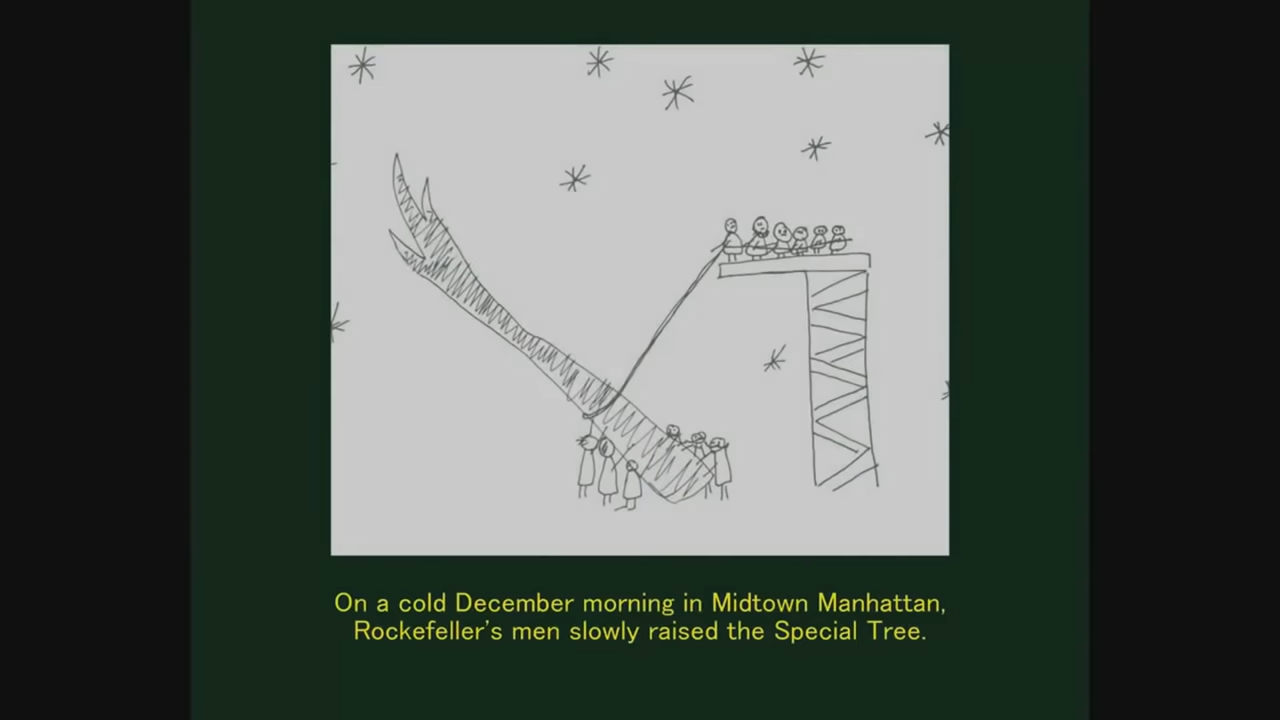 On a cold December morning in Midtown Manhattan,
Rockefeller's men slowly raised the Special Tree.